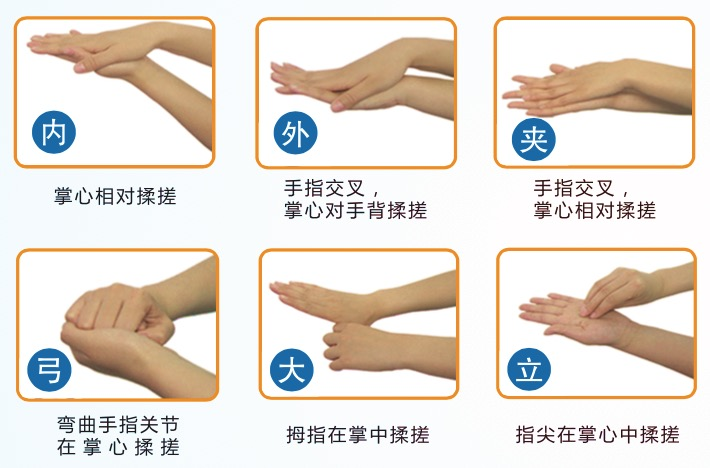 内
掌心相对揉搓
外
手指交叉，
掌心对手背揉搓
夹
手指交叉，
掌心相对揉搓
弓
弯曲手指关节
在掌心揉搓
大
拇指在掌中揉搓
立
指尖在掌心中揉搓